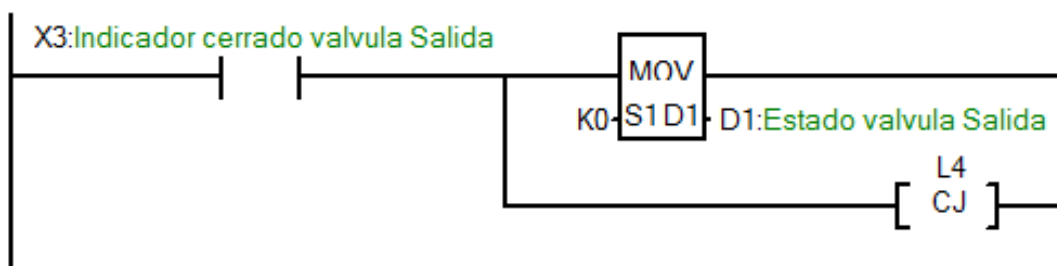 X3:Indicador cerrado valvula Salida
MOV
K0 S1 D1 D1:Estado valvula Salida
L4
CJ